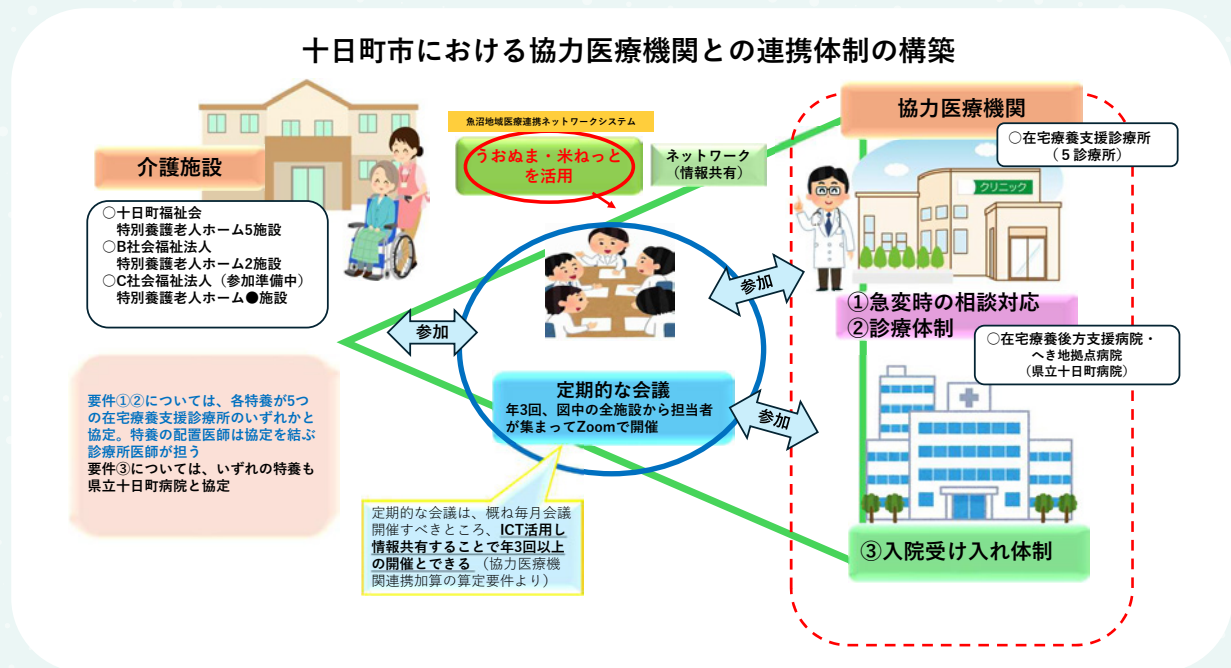 十日町市における協力医療機関との連携体制の構築
介護施設
○十日町福祉会
特別養護老人ホーム5施設
○B社会福祉法人
特別養護老人ホーム2施設
○C社会福祉法人（参加準備中）
特別養護老人ホーム●施設
要件①②については、各特養が5つ
の在宅療養支援診療所のいずれかと
協定。特養の配置医師は協定を結ぶ
診療所医師が担う
要件③については、いずれの特養も
県立十日町病院と協定
魚沼地域医療連携ネットワークシステム
うおぬま・米ねっと
を活用
ネットワーク
（情報共有）
参加
参加
参加
定期的な会議
年3回、図中の全施設から担当者
が集まってZoomで開催
定期的な会議は、概ね毎月会議
開催すべきところ、ICT活用し
情報共有することで年3回以上
の開催とできる（協力医療機
関連携加算の算定要件より）
協力医療機関
○在宅療養支援診療所
（５診療所）
クリニック
①急変時の相談対応
②診療体制
○在宅療養後方支援病院・
へき地拠点病院
（県立十日町病院）
③入院受け入れ体制